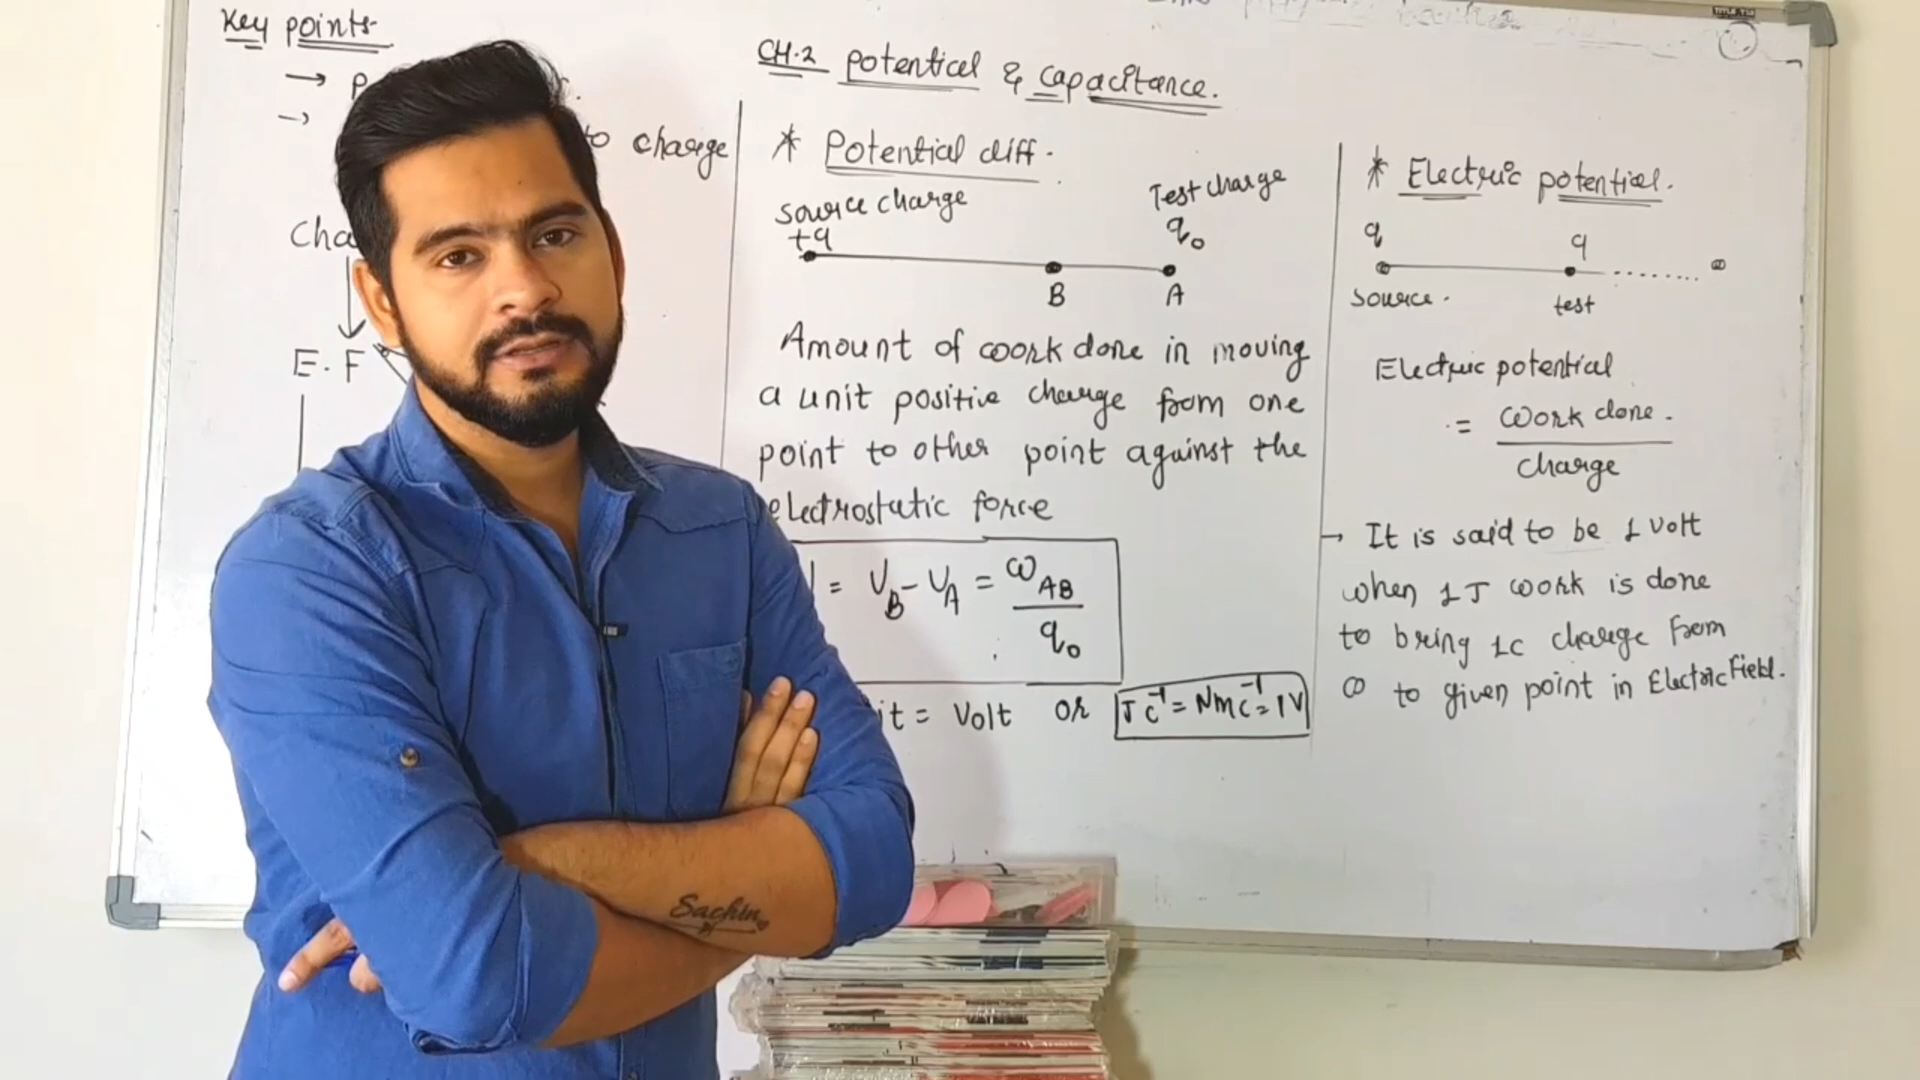 Key points
→ P
→ to charge
Cha
E.F
CH.2 potential & capacitance.
* Potential diff.
Source charge
+q
Test charge
q₀
B A
Amount of work done in moving
a unit positive charge from one
point to other point against the
electrostatic force
= V_B - V_A = W_AB / q₀
it = Volt or JC⁻¹ = NmC⁻¹ = 1V
* Electric potential.
q q
source. test
Electric potential
= work done.
charge
→ It is said to be 1 volt
when 1J work is done
to bring 1C charge from
∞ to given point in Electric Field.
Sachin